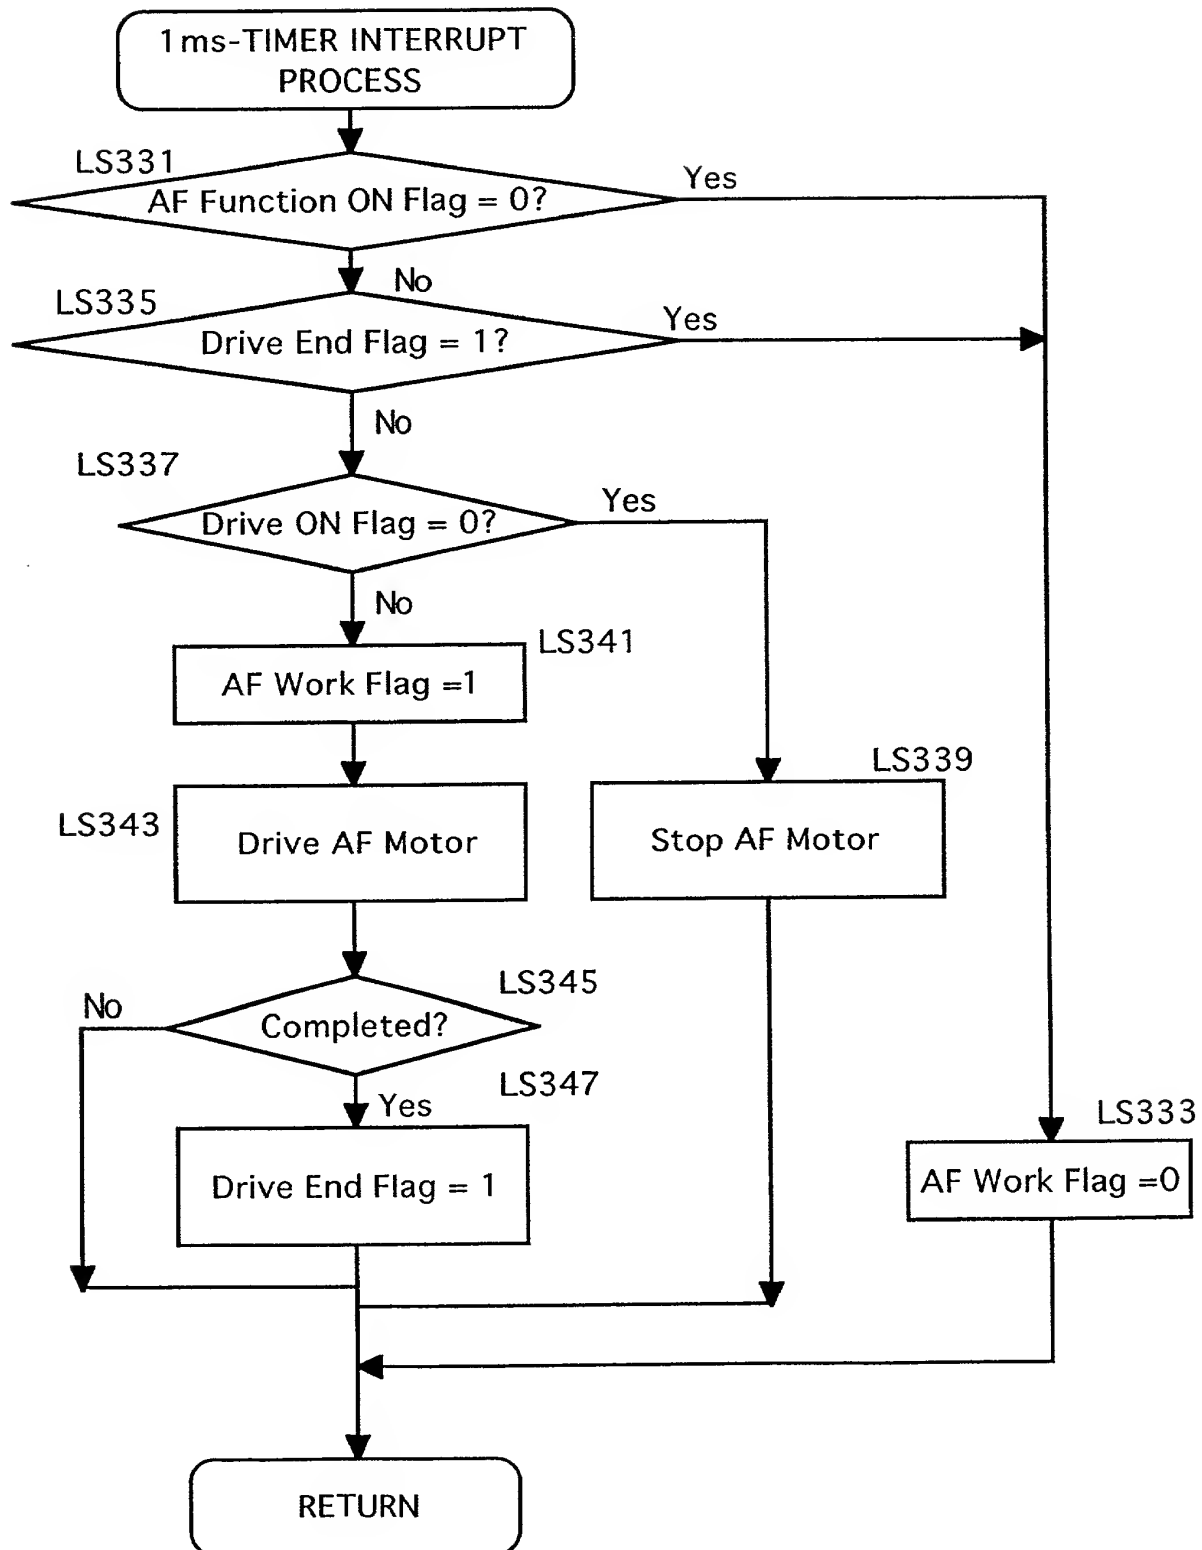 1ms-TIMER INTERRUPT
PROCESS
LS331
AF Function ON Flag = 0?
Yes
No
LS335
Drive End Flag = 1?
Yes
No
LS337
Drive ON Flag = 0?
Yes
No
LS341
AF Work Flag =1
LS339
LS343
Drive AF Motor
Stop AF Motor
LS345
No
Completed?
LS347
Yes
LS333
Drive End Flag = 1
AF Work Flag =0
RETURN